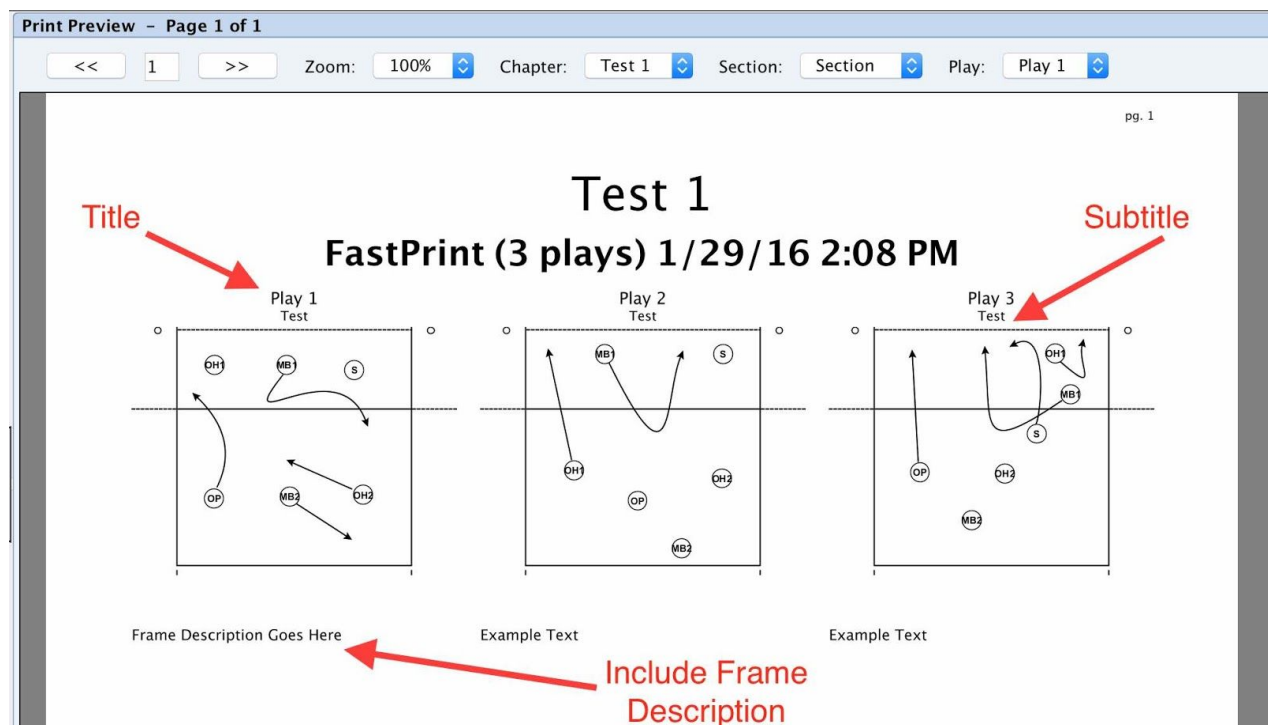 Print Preview – Page 1 of 1
<< 1 >> Zoom: 100% Chapter: Test 1 Section: Section Play: Play 1
pg. 1
Test 1
Title
Subtitle
FastPrint (3 plays) 1/29/16 2:08 PM
Play 1 Play 2 Play 3
Test Test Test
OH1 MB1 S MB1 S OH1
MB1
S
OP MB2 OH2 OH1 OP OH2 OP OH2
MB2 MB2
Frame Description Goes Here Example Text Example Text
Include Frame
Description